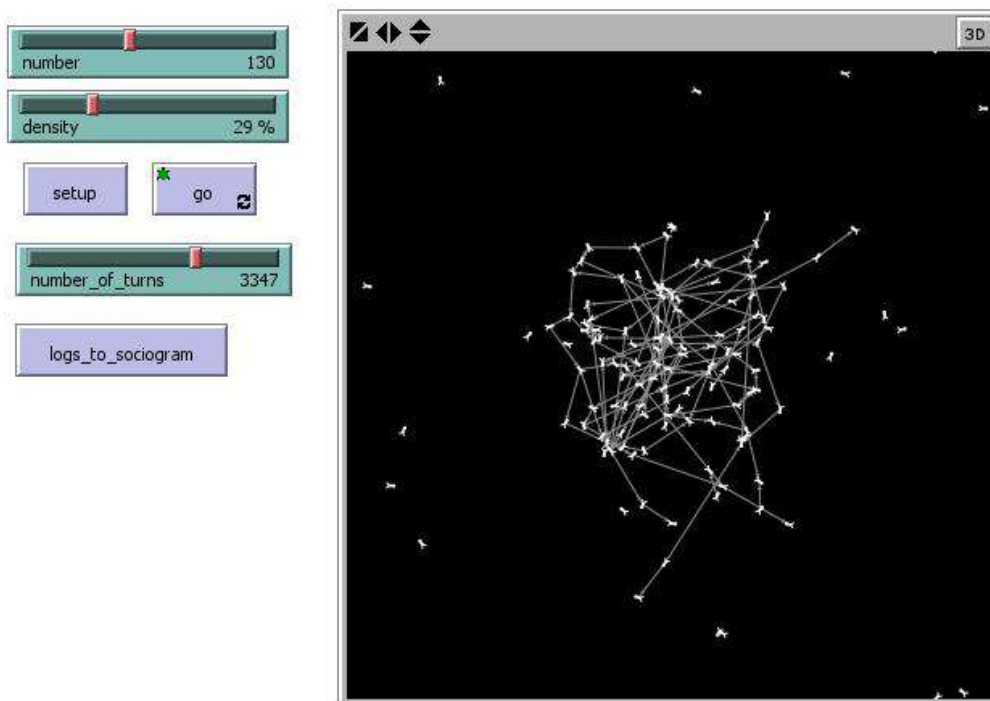 number 130
density 29 %
setup
go
number_of_turns 3347
logs_to_sociogram
3D